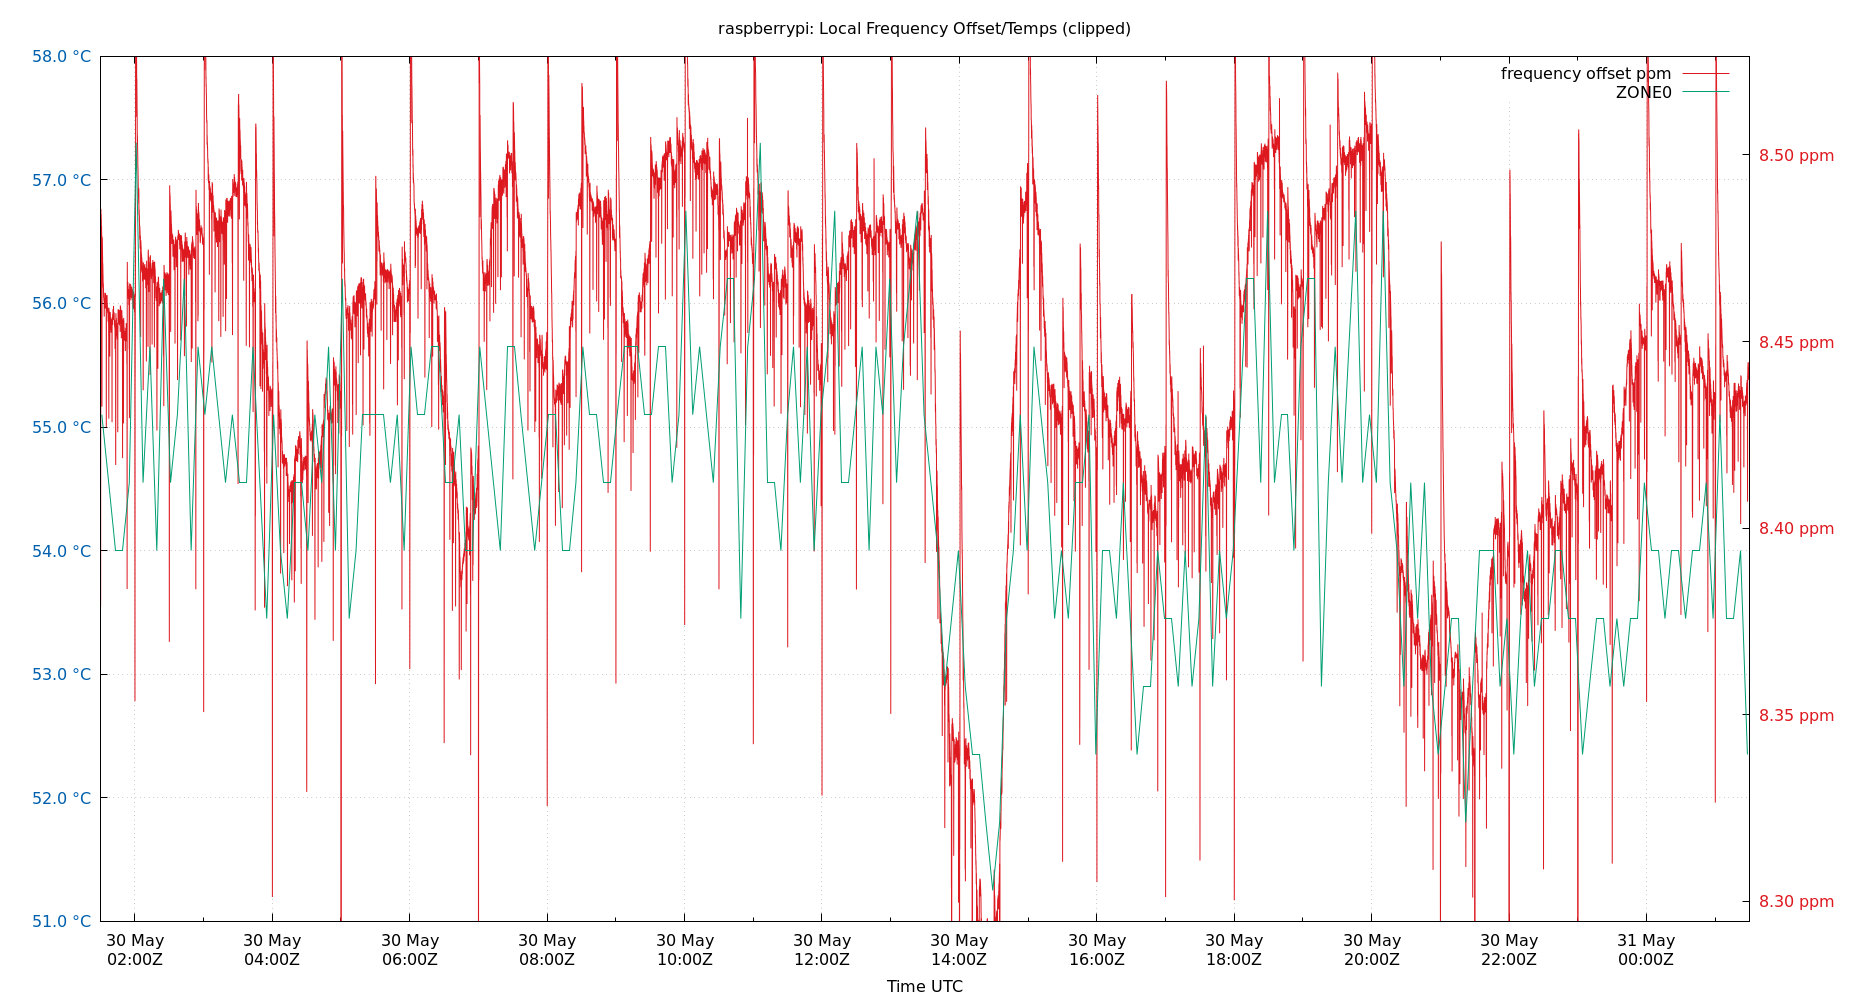 raspberrypi: Local Frequency Offset/Temps (clipped)
frequency offset ppm
ZONE0
58.0 °C
57.0 °C
56.0 °C
55.0 °C
54.0 °C
53.0 °C
52.0 °C
51.0 °C
8.50 ppm
8.45 ppm
8.40 ppm
8.35 ppm
8.30 ppm
30 May
02:00Z
30 May
04:00Z
30 May
06:00Z
30 May
08:00Z
30 May
10:00Z
30 May
12:00Z
30 May
14:00Z
30 May
16:00Z
30 May
18:00Z
30 May
20:00Z
30 May
22:00Z
31 May
00:00Z
Time UTC